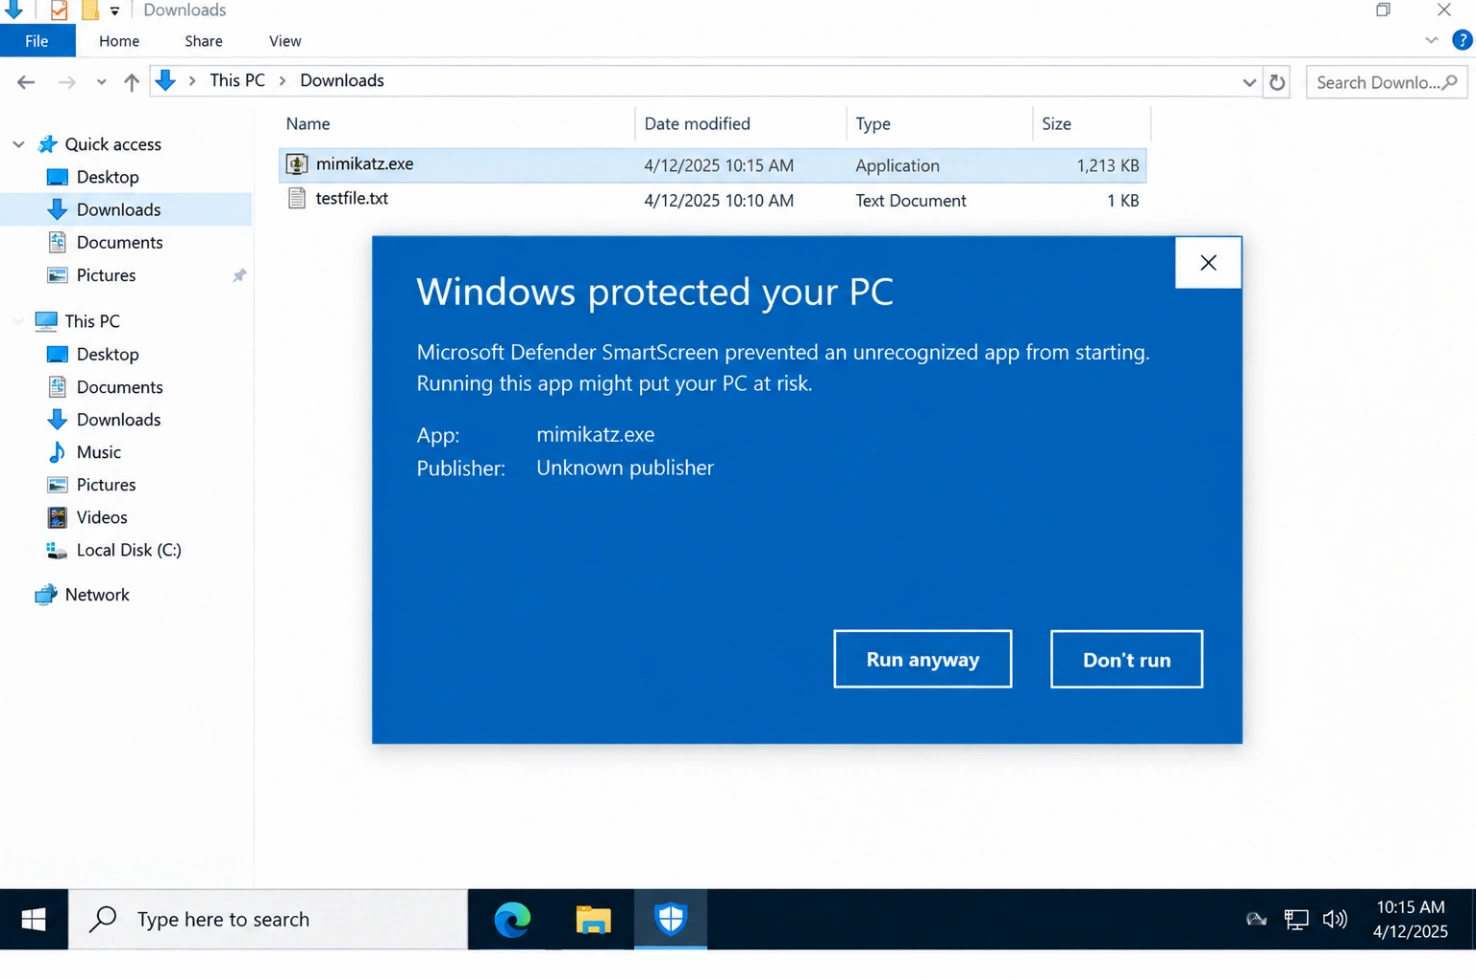 Downloads
File Home Share View
This PC > Downloads
Search Downlo...
Name Date modified Type Size
mimikatz.exe 4/12/2025 10:15 AM Application 1,213 KB
testfile.txt 4/12/2025 10:10 AM Text Document 1 KB
Quick access
Desktop
Downloads
Documents
Pictures
This PC
Desktop
Documents
Downloads
Music
Pictures
Videos
Local Disk (C:)
Network
Windows protected your PC
Microsoft Defender SmartScreen prevented an unrecognized app from starting.
Running this app might put your PC at risk.
App: mimikatz.exe
Publisher: Unknown publisher
Run anyway Don't run
Type here to search
10:15 AM
4/12/2025